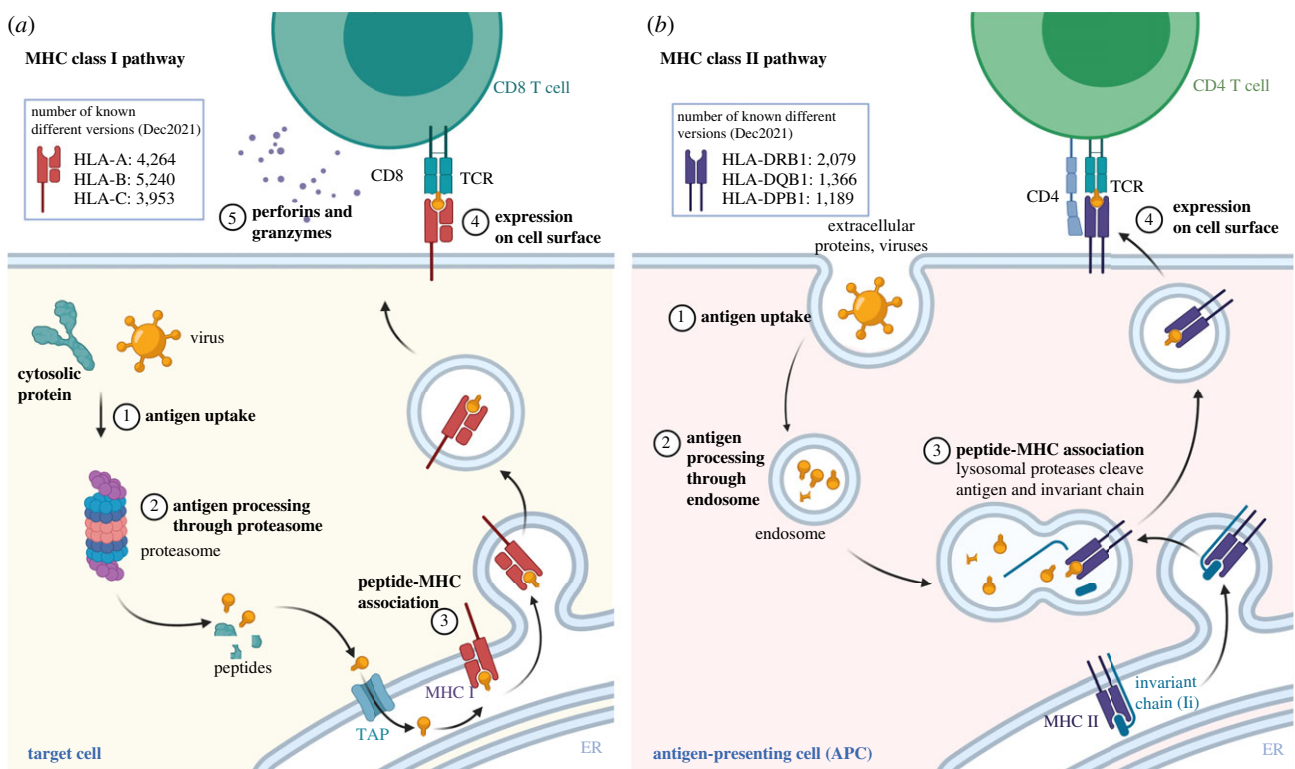 (a)
MHC class I pathway
number of known
different versions (Dec2021)
HLA-A: 4,264
HLA-B: 5,240
HLA-C: 3,953
CD8 T cell
CD8
TCR
5 perforins and
granzymes
4 expression
on cell surface
virus
cytosolic
protein
1 antigen uptake
2 antigen processing
through proteasome
proteasome
peptides
peptide-MHC
association
3
MHC I
TAP
ER
target cell
(b)
MHC class II pathway
number of known different
versions (Dec2021)
HLA-DRB1: 2,079
HLA-DQB1: 1,366
HLA-DPB1: 1,189
CD4 T cell
CD4
TCR
4 expression
on cell surface
extracellular
proteins, viruses
1 antigen uptake
2 antigen
processing
through
endosome
endosome
3 peptide-MHC association
lysosomal proteases cleave
antigen and invariant chain
invariant
chain (Ii)
MHC II
ER
antigen-presenting cell (APC)